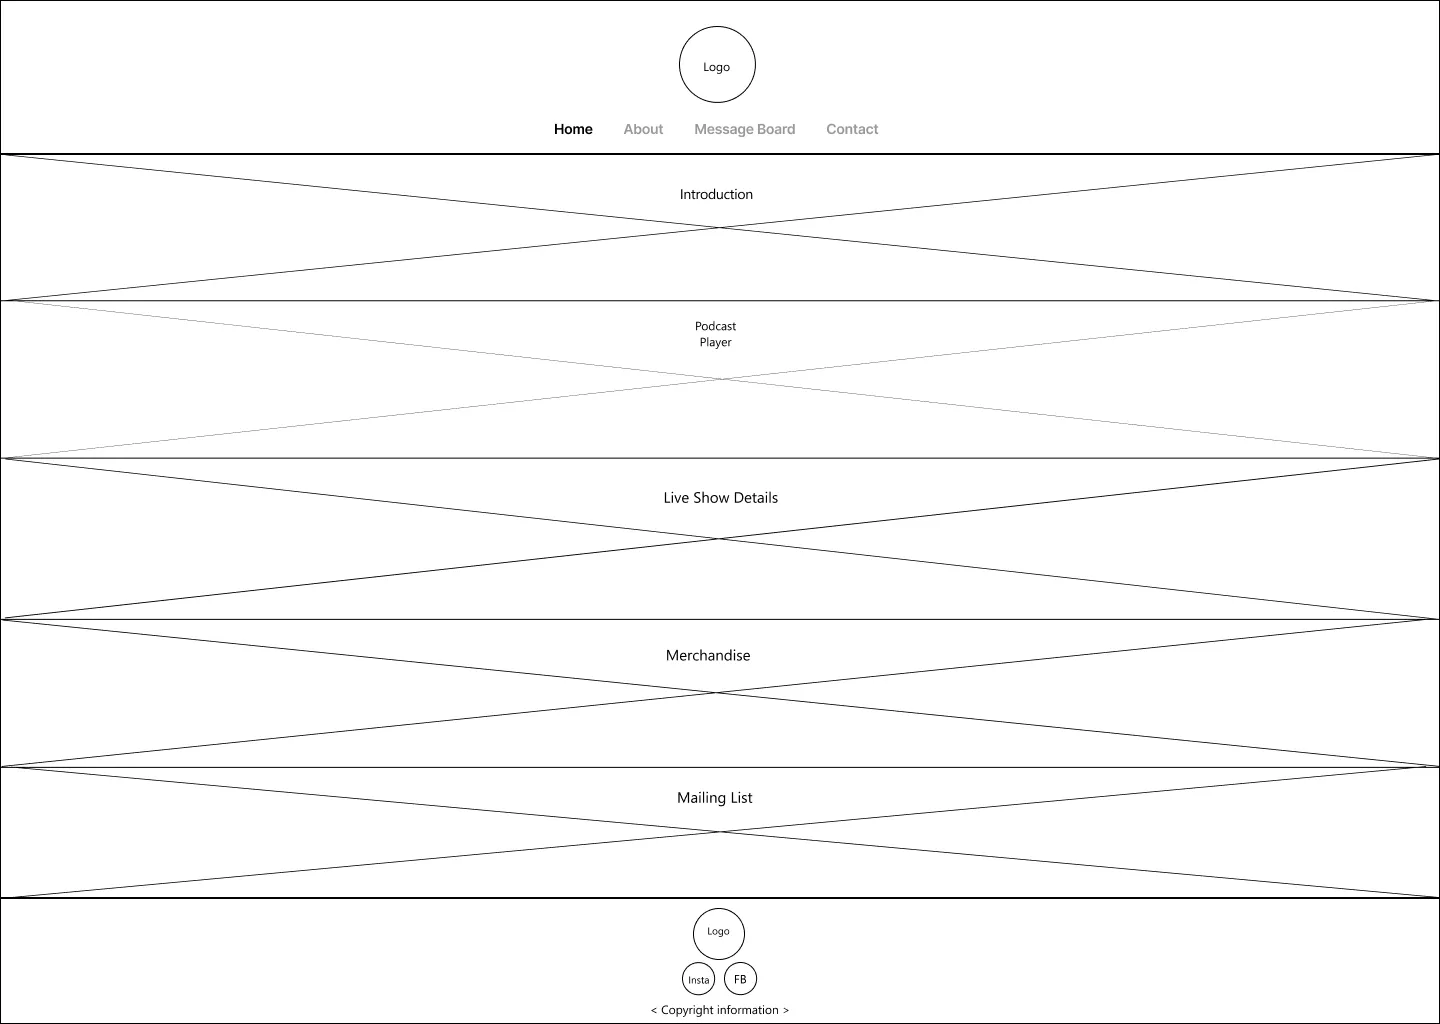 Logo
Home About Message Board Contact
Introduction
Podcast
Player
Live Show Details
Merchandise
Mailing List
Logo
Insta FB
< Copyright information >